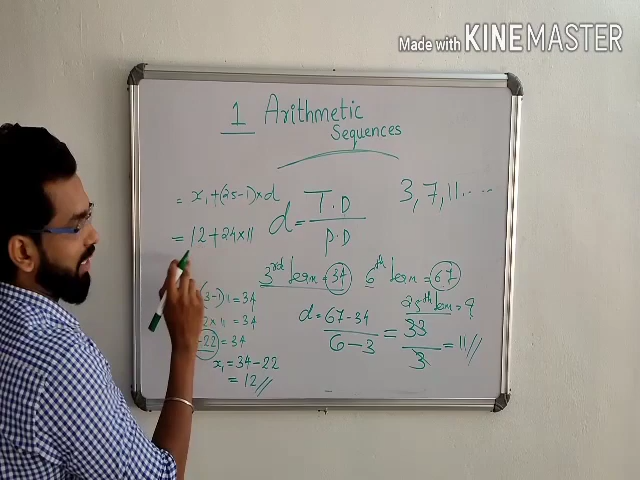 Made with KINEMASTER
1 Arithmetic
Sequences
= x₁+(25-1)×d
= 12+24×11
d = T.D
P.D
3, 7, 11.....
3rd term = 34 6th term = 67
25th term = ?
(3-1)11 = 34
2×11 = 34
-22 = 34
x₁ = 34-22
= 12//
d = 67-34 = 33 = 11//
6-3 3